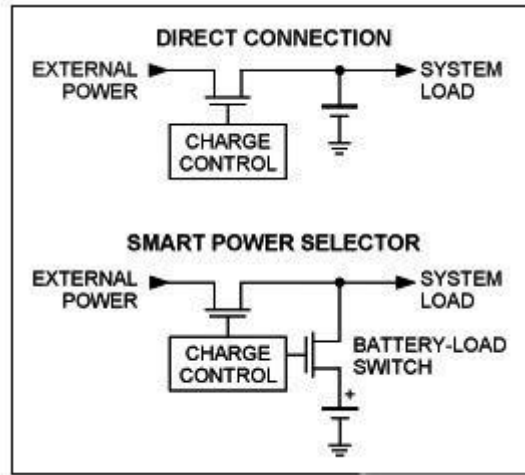 DIRECT CONNECTION
EXTERNAL
POWER
SYSTEM
LOAD
CHARGE
CONTROL
SMART POWER SELECTOR
EXTERNAL
POWER
SYSTEM
LOAD
CHARGE
CONTROL
BATTERY-LOAD
SWITCH
+